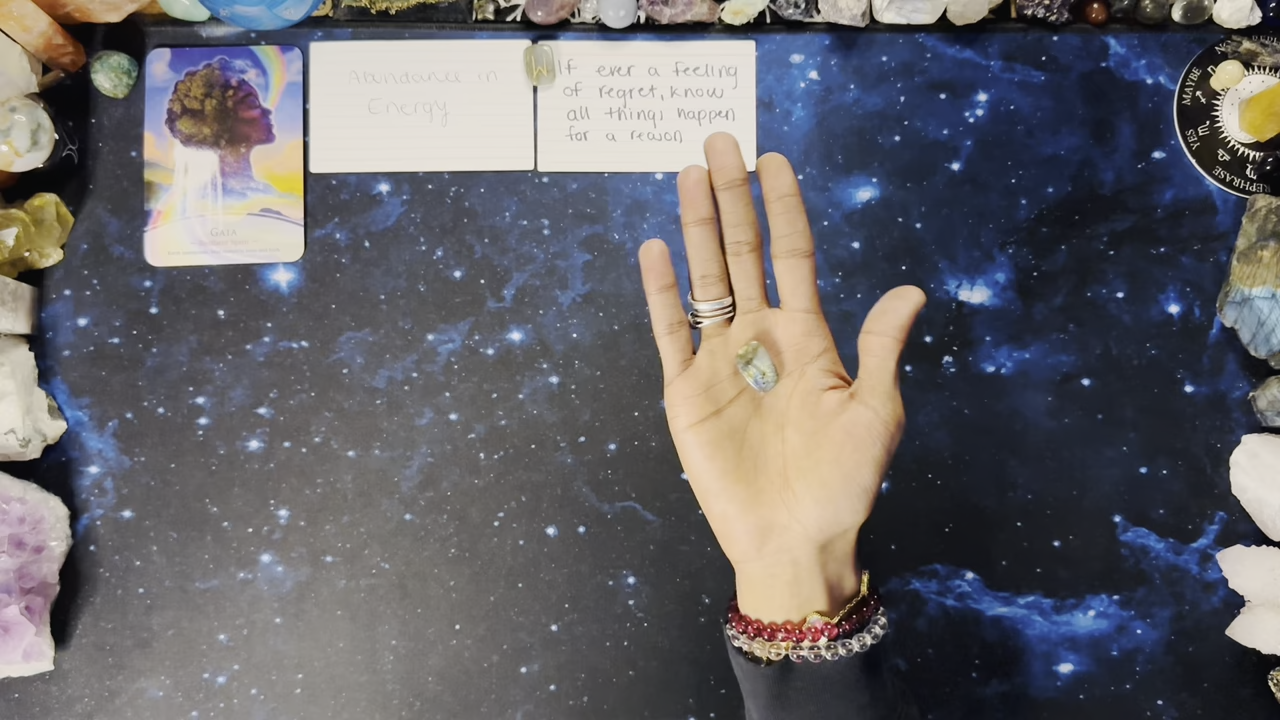 GAIA
Abundance in
Energy
If ever a feeling
of regret, know
all things happen
for a reason
MAYBE
YES
REPHRASE